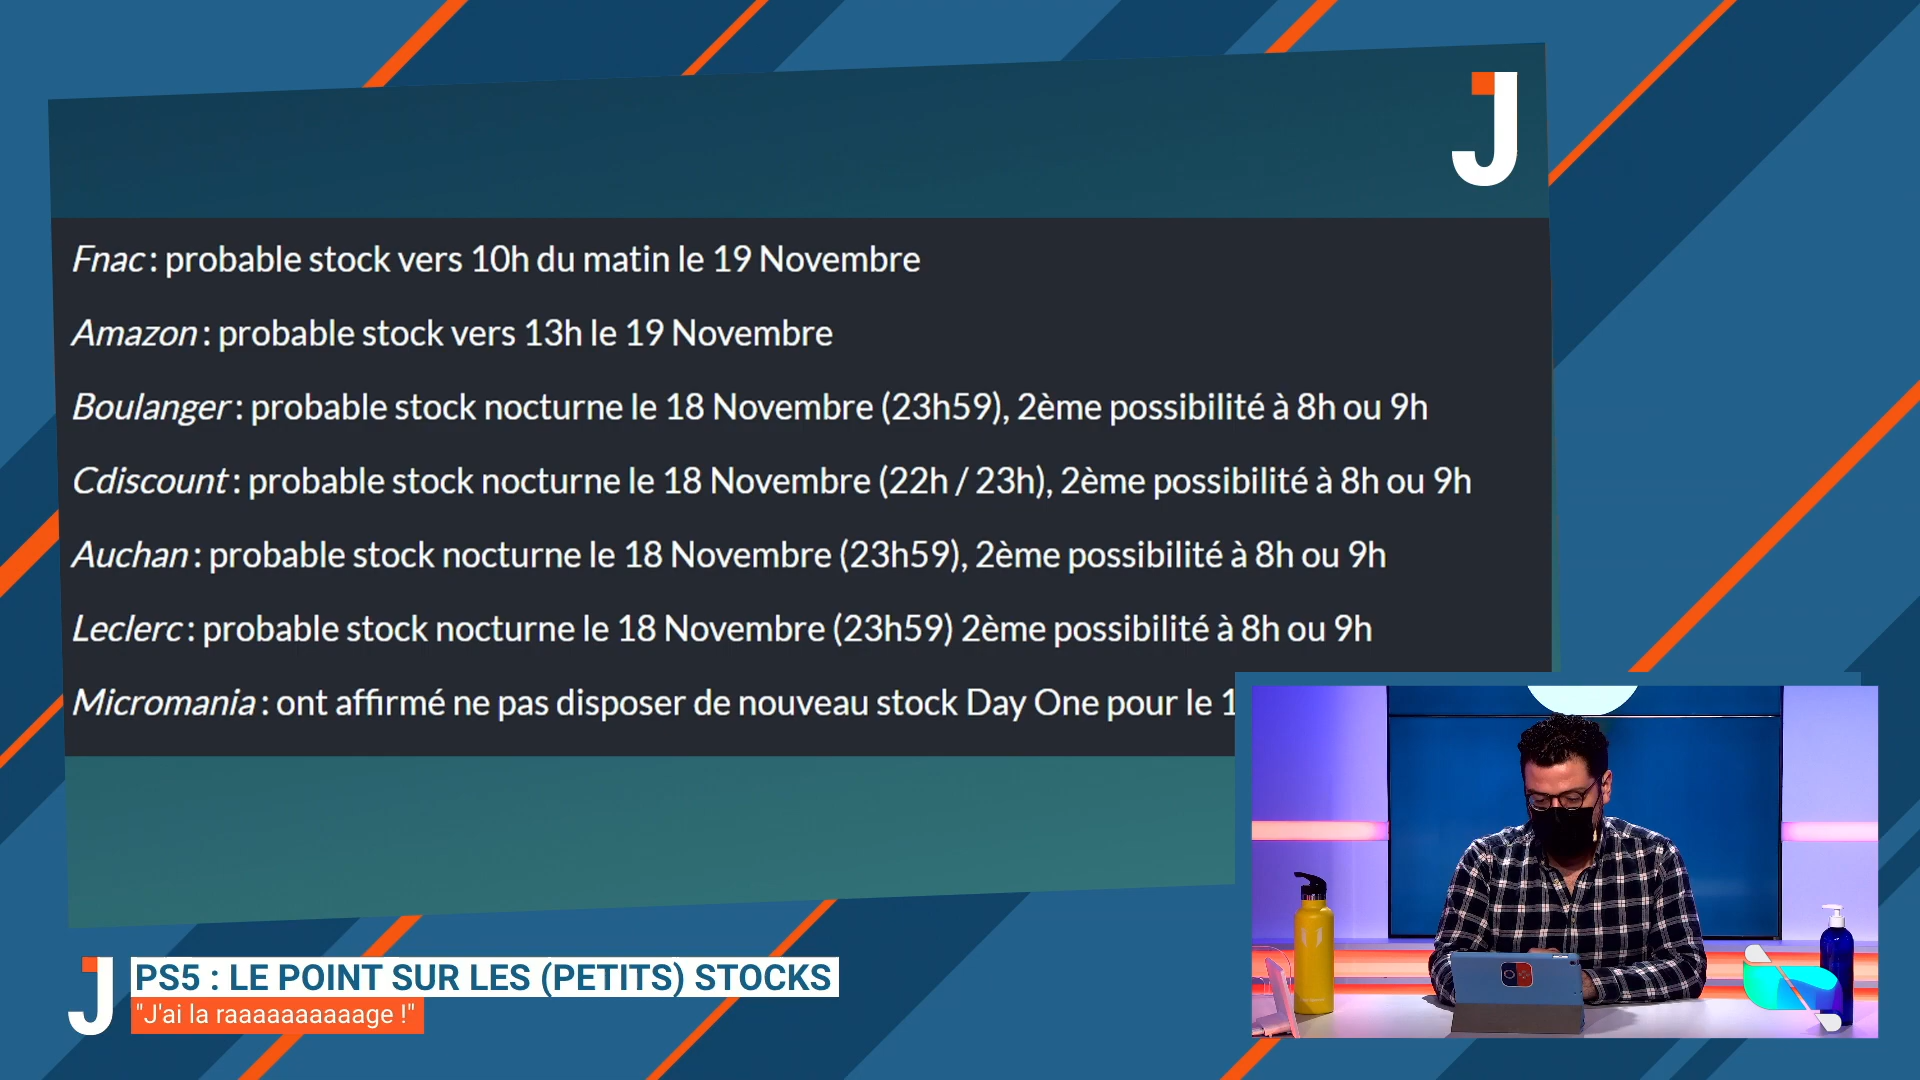 J
Fnac : probable stock vers 10h du matin le 19 Novembre
Amazon : probable stock vers 13h le 19 Novembre
Boulanger : probable stock nocturne le 18 Novembre (23h59), 2ème possibilité à 8h ou 9h
Cdiscount : probable stock nocturne le 18 Novembre (22h / 23h), 2ème possibilité à 8h ou 9h
Auchan : probable stock nocturne le 18 Novembre (23h59), 2ème possibilité à 8h ou 9h
Leclerc : probable stock nocturne le 18 Novembre (23h59) 2ème possibilité à 8h ou 9h
Micromania : ont affirmé ne pas disposer de nouveau stock Day One pour le 1
J
PS5 : LE POINT SUR LES (PETITS) STOCKS
"J'ai la raaaaaaaaaage !"